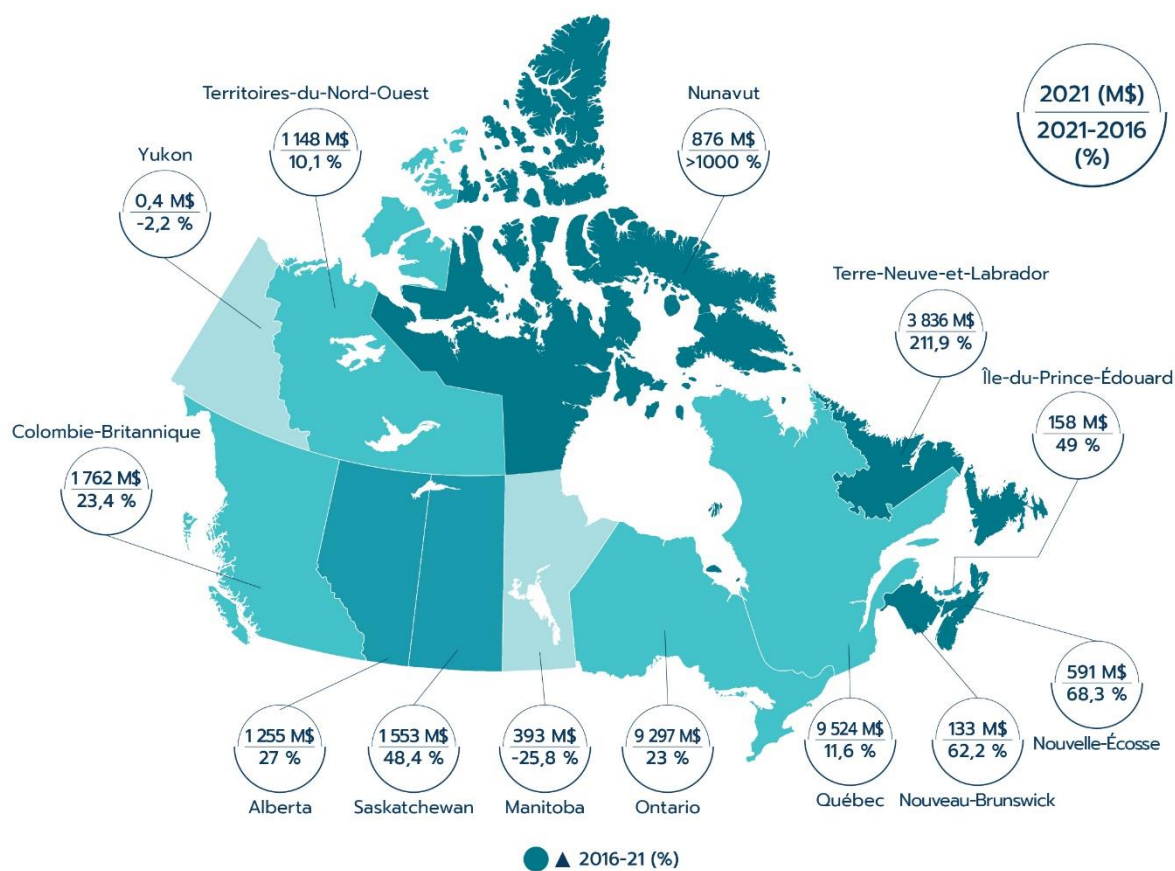 Territoires-du-Nord-Ouest
1 148 M$
10,1 %
Nunavut
876 M$
>1000 %
2021 (M$)
2021-2016
(%)
Yukon
0,4 M$
-2,2 %
Terre-Neuve-et-Labrador
3 836 M$
211,9 %
Île-du-Prince-Édouard
158 M$
49 %
Colombie-Britannique
1 762 M$
23,4 %
1 255 M$
27 %
Alberta
1 553 M$
48,4 %
Saskatchewan
393 M$
-25,8 %
Manitoba
9 297 M$
23 %
Ontario
9 524 M$
11,6 %
Québec
133 M$
62,2 %
Nouveau-Brunswick
591 M$
68,3 %
Nouvelle-Écosse
▲ 2016-21 (%)